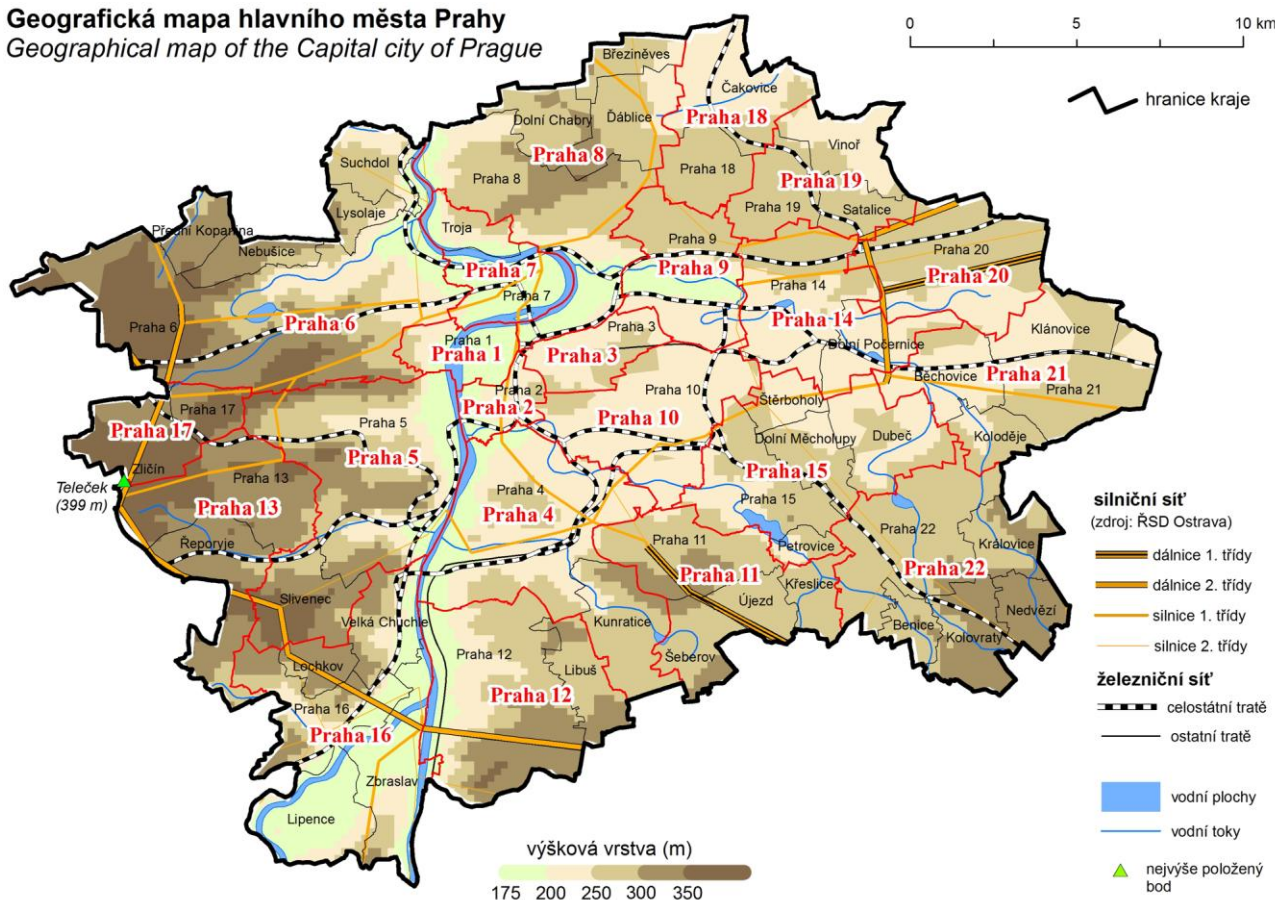 Geografická mapa hlavního města Prahy
Geographical map of the Capital city of Prague
0 5 10 km
hranice kraje
Březiněves
Čakovice
Praha 18
Dolní Chabry
Ďáblice
Praha 8
Vinoř
Suchdol
Praha 8
Praha 18
Praha 19
Lysolaje
Praha 19
Satalice
Přední Kopanina
Nebušice
Troja
Praha 9
Praha 20
Praha 7
Praha 9
Praha 20
Praha 7
Praha 14
Praha 6
Praha 6
Praha 14
Praha 3
Klánovice
Praha 1
Praha 1
Praha 3
Dolní Počernice
Praha 21
Běchovice
Praha 21
Praha 2
Praha 10
Štěrboholy
Praha 17
Praha 2
Praha 17
Praha 5
Praha 10
Dolní Měcholupy
Dubeč
Koloděje
Praha 5
Zličín
Praha 15
Teleček
(399 m)
Praha 13
Praha 4
Praha 15
Praha 13
Praha 4
Praha 22
Řeporyje
Praha 11
Petrovice
Královice
Praha 11
Křeslice
Praha 22
Slivenec
Újezd
Nedvězí
Velká Chuchle
Kunratice
Benice
Kolovraty
Praha 12
Libuš
Šeberov
Lochkov
Praha 12
Praha 16
Praha 16
Zbraslav
Lipence
silniční síť
(zdroj: ŘSD Ostrava)
dálnice 1. třídy
dálnice 2. třídy
silnice 1. třídy
silnice 2. třídy
železniční síť
celostátní tratě
ostatní tratě
vodní plochy
vodní toky
nejvýše položený
bod
výšková vrstva (m)
175 200 250 300 350